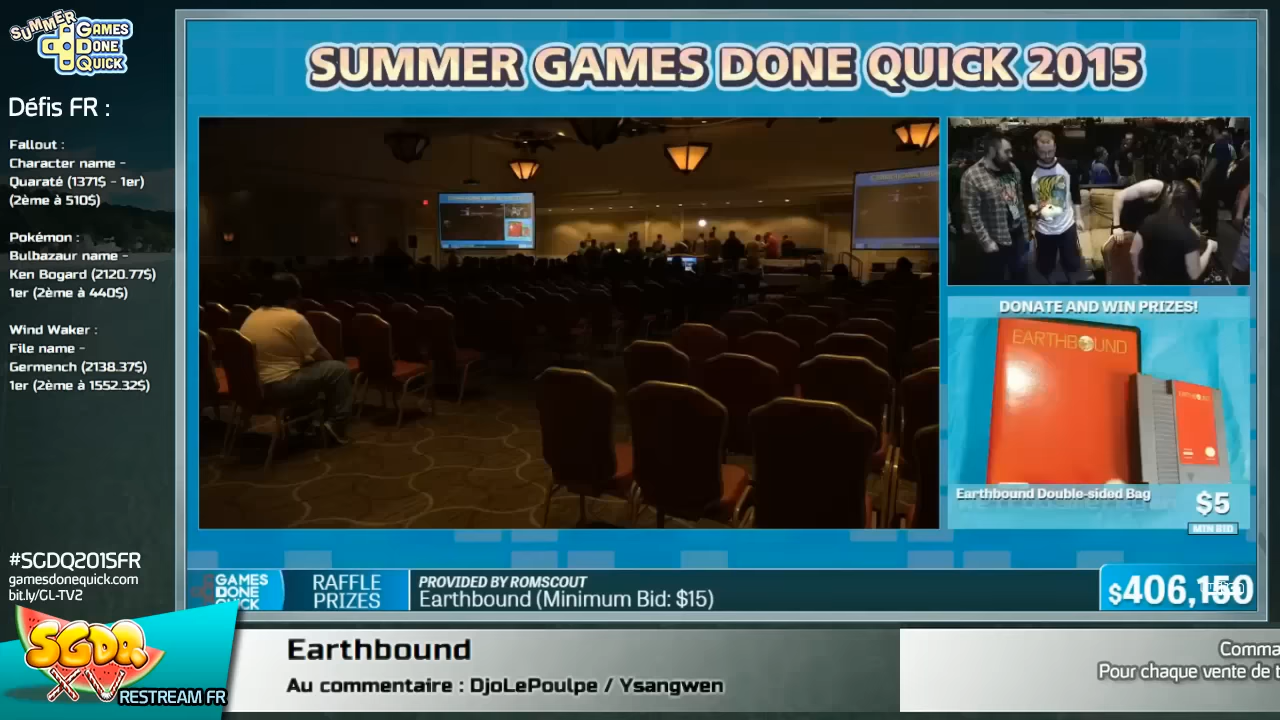 SUMMER
GAMES
DONE
QUICK
Défis FR :
Fallout :
Character name -
Quaraté (1371$ - 1er)
(2ème à 510$)
Pokémon :
Bulbazaur name -
Ken Bogard (2120.77$)
1er (2ème à 440$)
Wind Waker :
File name -
Germench (2138.37$)
1er (2ème à 1552.32$)
#SGDQ2015FR
gamesdonequick.com
bit.ly/GL-TV2
SGDQ
XV
RESTREAM FR
SUMMER GAMES DONE QUICK 2015
DONATE AND WIN PRIZES!
EARTHBOUND
Earthbound Double-sided Bag
$5
MIN BID
GAMES
DONE
QUICK
RAFFLE
PRIZES
PROVIDED BY ROMSCOUT
Earthbound (Minimum Bid: $15)
Earthbound
Au commentaire : DjoLePoulpe / Ysangwen
Comma
Pour chaque vente de t